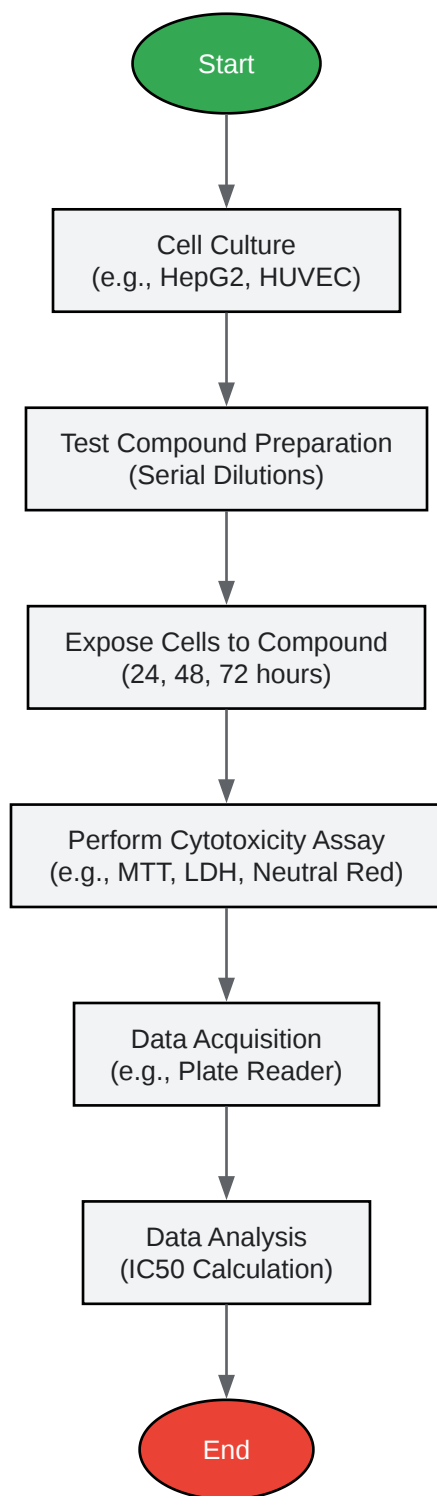 Start
Cell Culture
(e.g., HepG2, HUVEC)
Test Compound Preparation
(Serial Dilutions)
Expose Cells to Compound
(24, 48, 72 hours)
Perform Cytotoxicity Assay
(e.g., MTT, LDH, Neutral Red)
Data Acquisition
(e.g., Plate Reader)
Data Analysis
(IC50 Calculation)
End